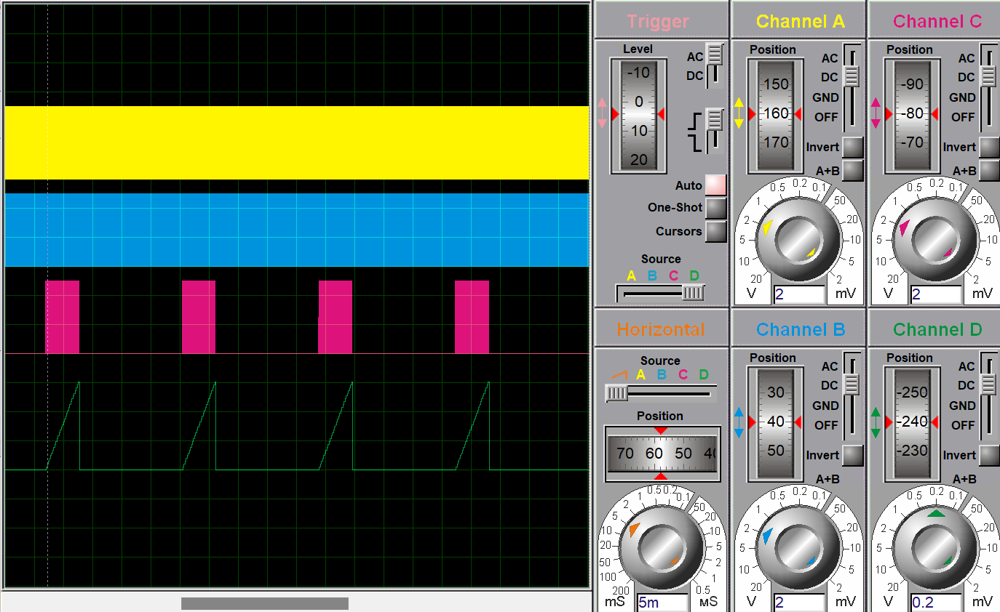 Trigger
Level
-10
0
10
20
AC
DC
Auto
One-Shot
Cursors
Source
A B C D
Channel A
Position
150
160
170
AC
DC
GND
OFF
Invert
A+B
20 10 5 2 1 0.5 0.2 0.1 50 20 10 5 2
V
2
mV
Channel C
Position
-90
-80
-70
AC
DC
GND
OFF
Invert
A+B
20 10 5 2 1 0.5 0.2 0.1 50 20 10 5 2
V
2
mV
Horizontal
Source
A B C D
Position
70 60 50 40
200 100 50 20 10 5 2 1 0.5 0.2 0.1 50 20 10 5 2 1 0.5
mS
5m
мS
Channel B
Position
30
40
50
AC
DC
GND
OFF
Invert
A+B
20 10 5 2 1 0.5 0.2 0.1 50 20 10 5 2
V
2
mV
Channel D
Position
-250
-240
-230
AC
DC
GND
OFF
Invert
A+B
20 10 5 2 1 0.5 0.2 0.1 50 20 10 5 2
V
0.2
mV